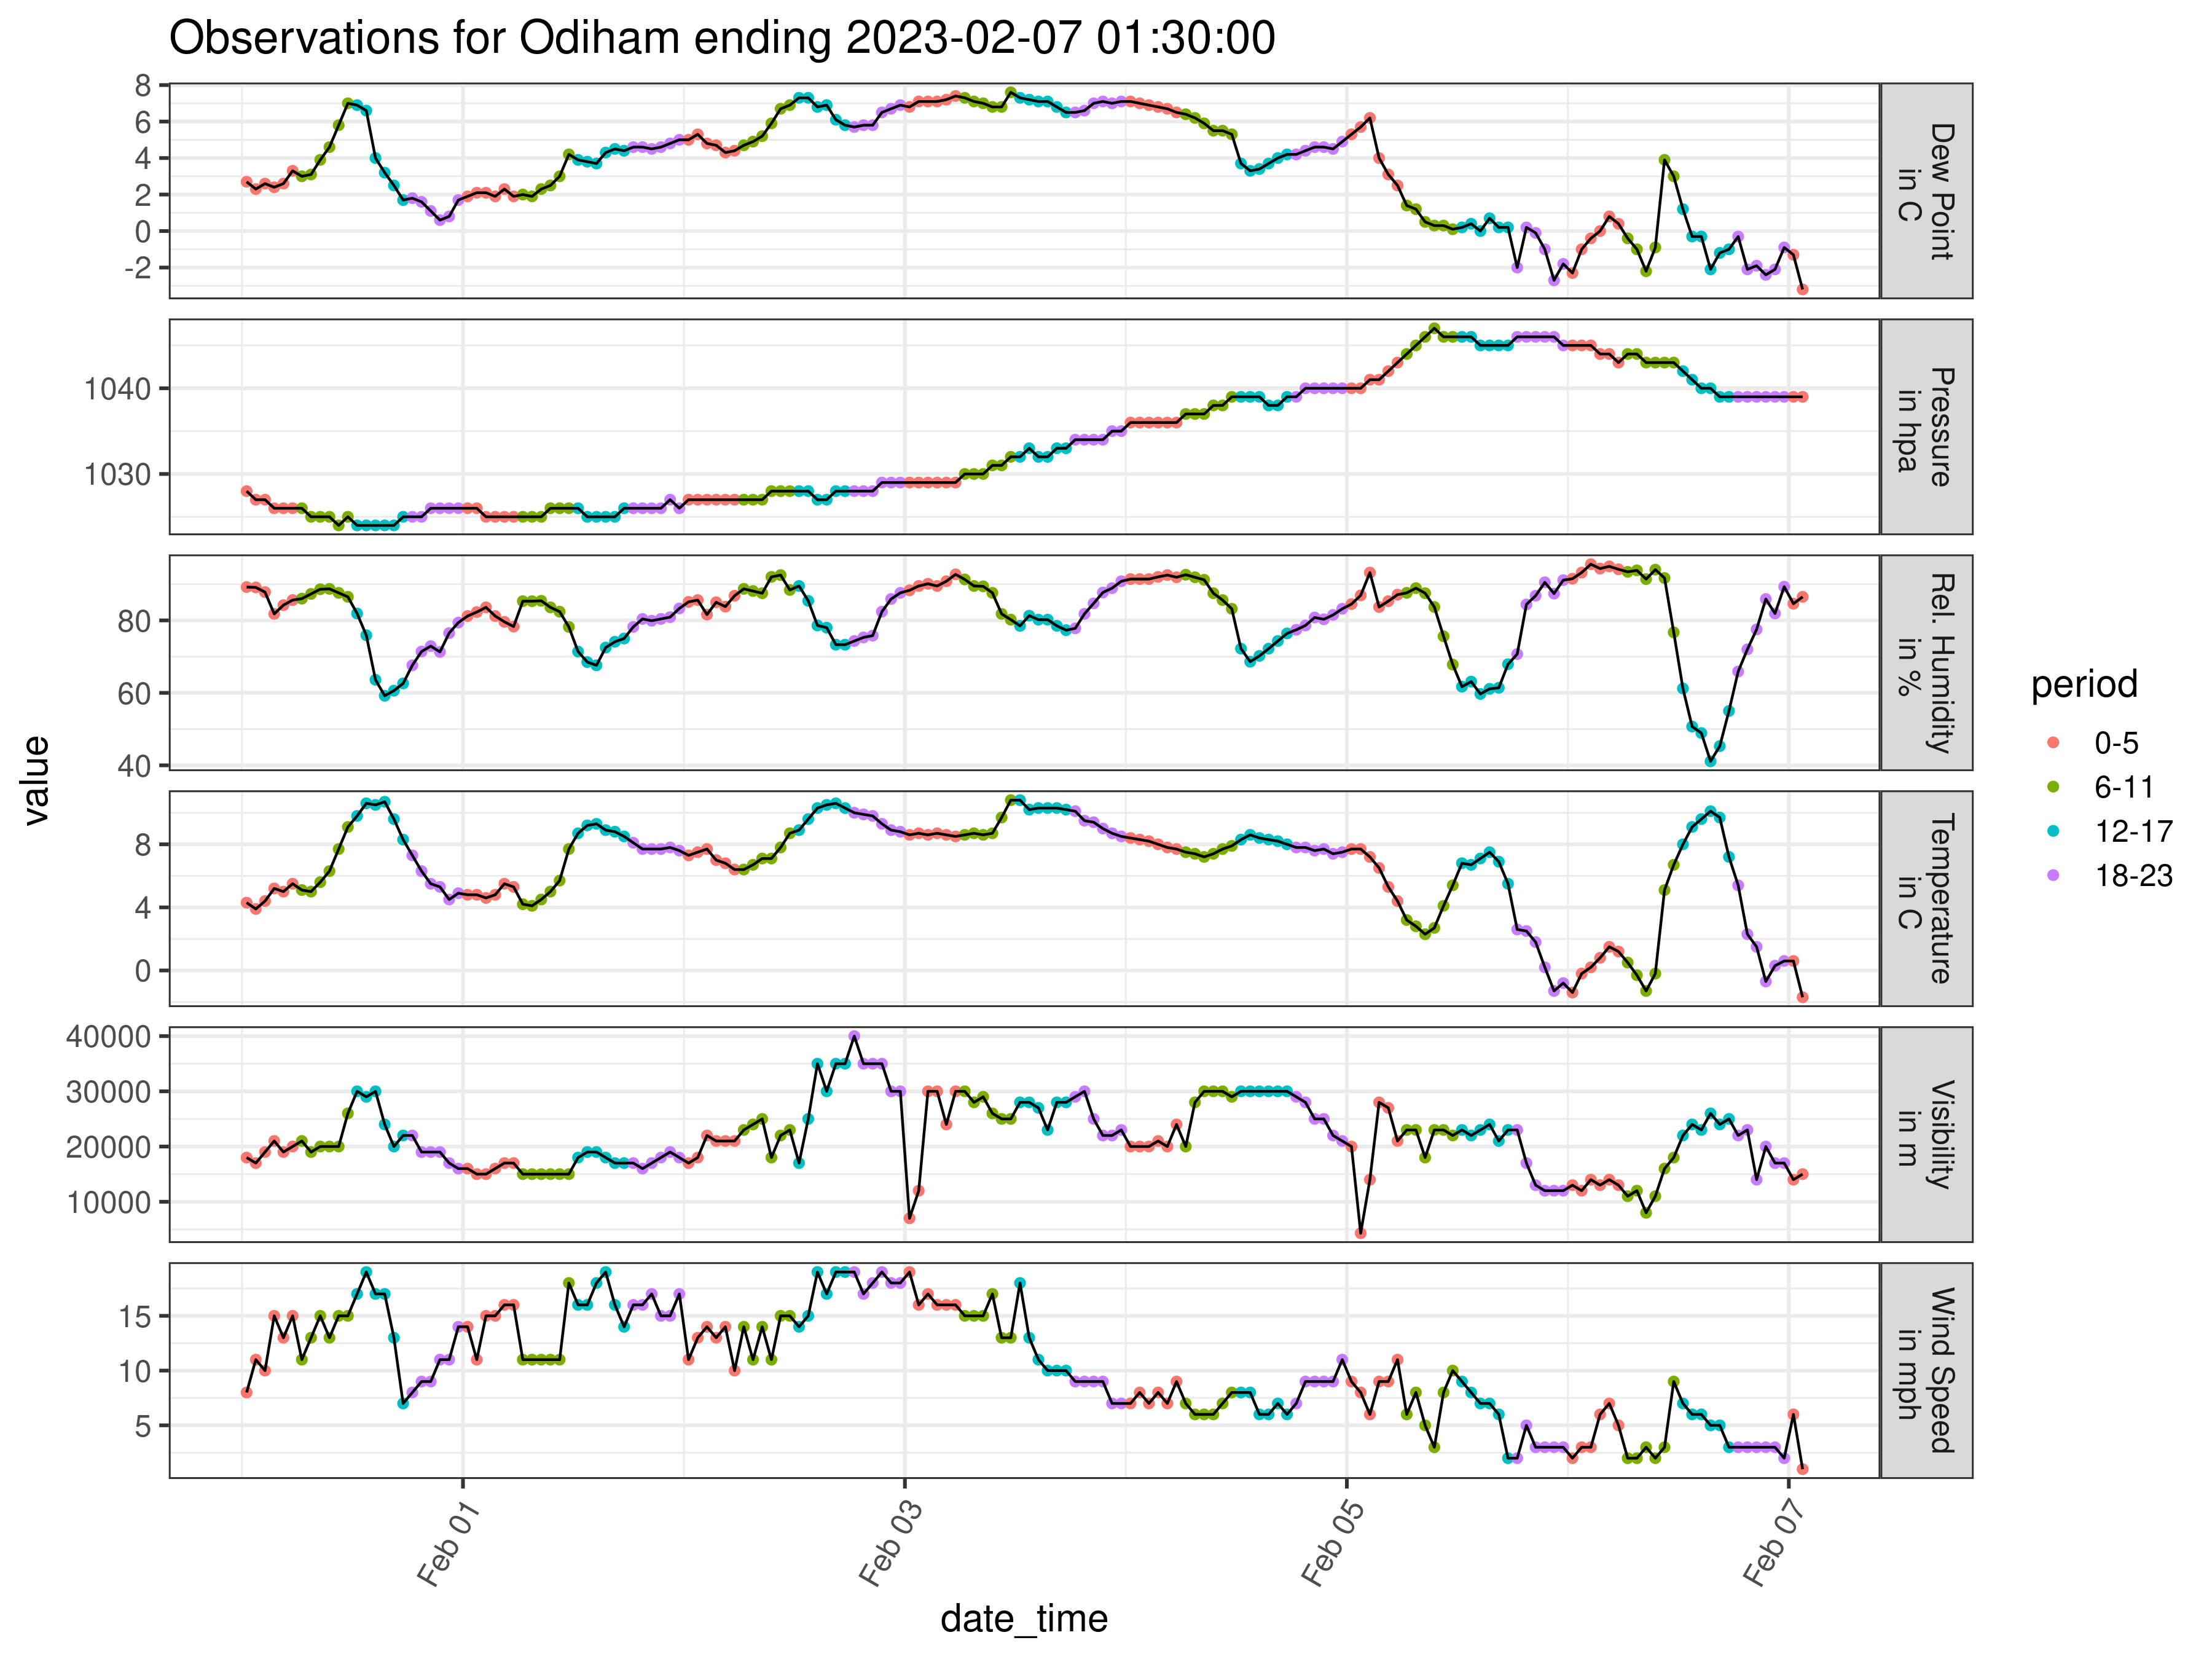 Observations for Odiham ending 2023-02-07 01:30:00
value
8
6
4
2
0
-2
Dew Point
in C
1040
1030
Pressure
in hpa
80
60
40
Rel. Humidity
in %
8
4
0
Temperature
in C
40000
30000
20000
10000
Visibility
in m
15
10
5
Wind Speed
in mph
Feb 01
Feb 03
Feb 05
Feb 07
date_time
period
0-5
6-11
12-17
18-23